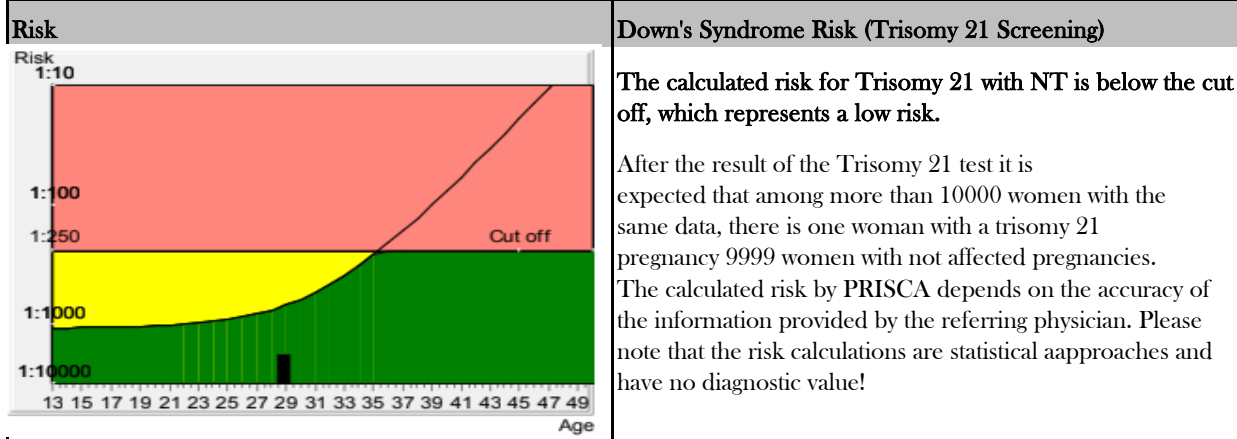 Risk
Risk
1:10
1:100
1:250
Cut off
1:1000
1:10000
13 15 17 19 21 23 25 27 29 31 33 35 37 39 41 43 45 47 49
Age
Down's Syndrome Risk (Trisomy 21 Screening)
The calculated risk for Trisomy 21 with NT is below the cut
off, which represents a low risk.
After the result of the Trisomy 21 test it is
expected that among more than 10000 women with the
same data, there is one woman with a trisomy 21
pregnancy 9999 women with not affected pregnancies.
The calculated risk by PRISCA depends on the accuracy of
the information provided by the referring physician. Please
note that the risk calculations are statistical aapproaches and
have no diagnostic value!